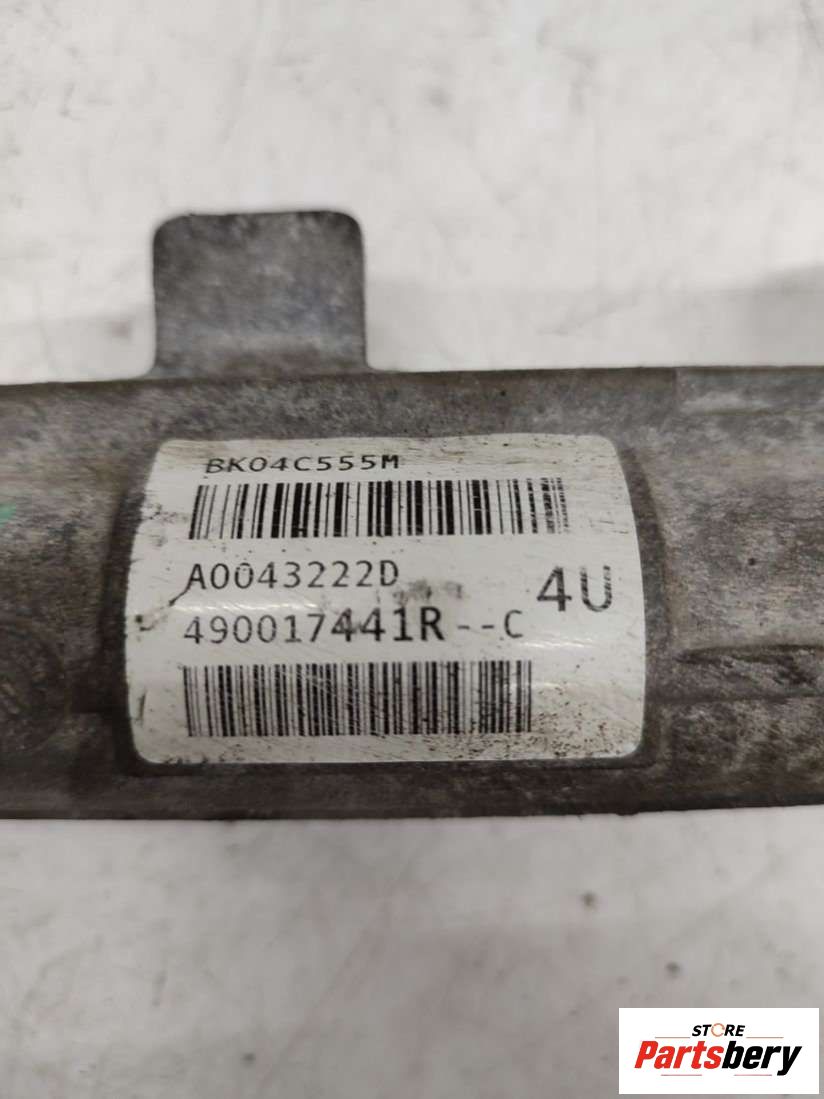 BK04C555M
A0043222D
4U
490017441R--C
STORE
Partsbery